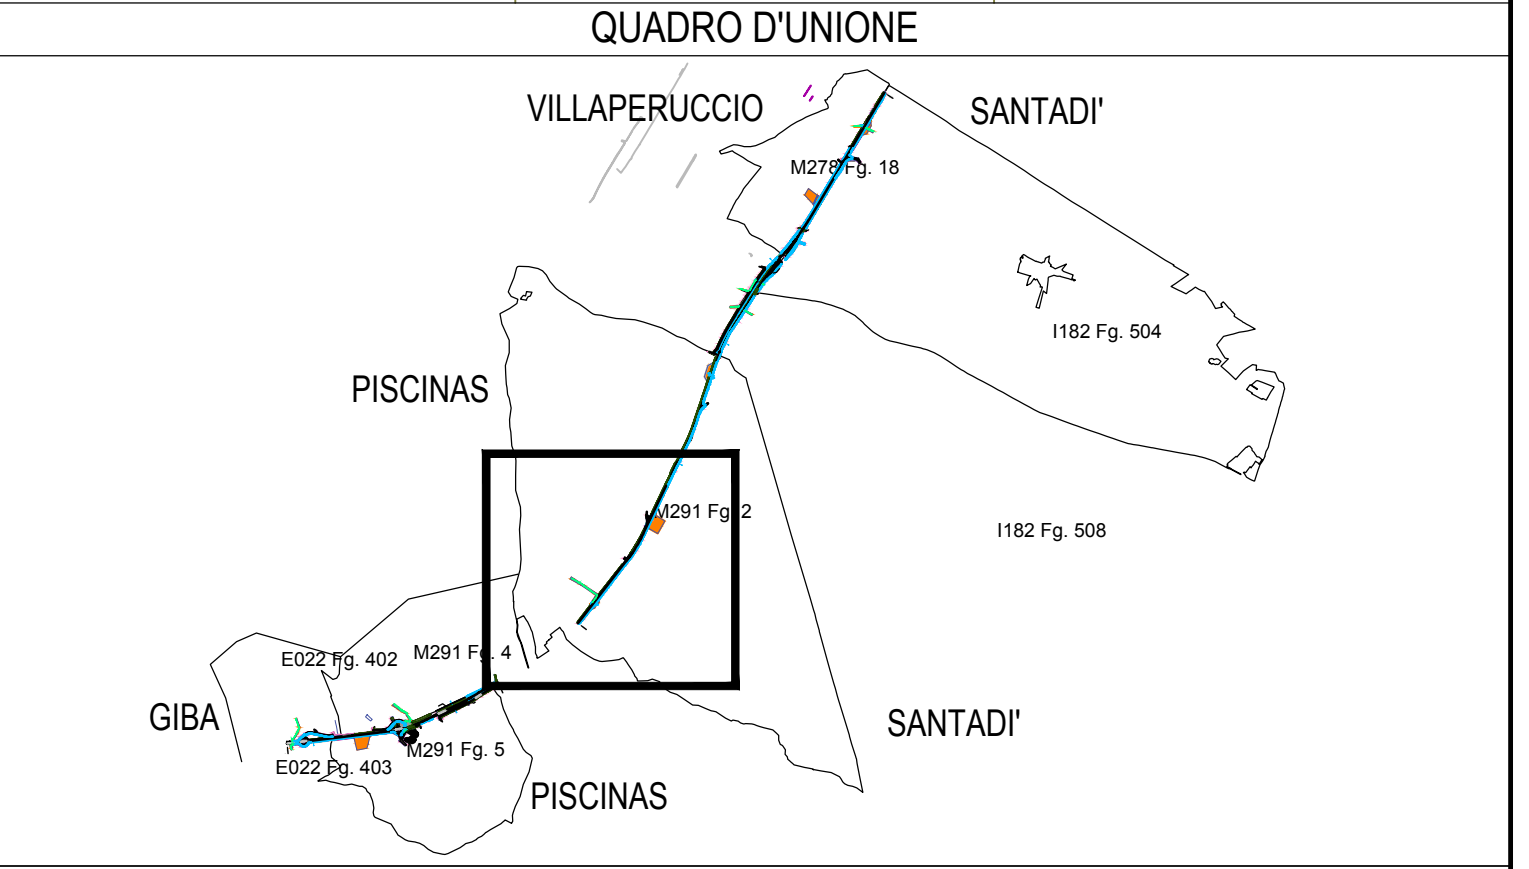 QUADRO D'UNIONE
VILLAPERUCCIO
SANTADI'
M278 Fg. 18
I182 Fg. 504
PISCINAS
M291 Fg. 2
I182 Fg. 508
E022 Fg. 402
M291 Fg. 4
GIBA
SANTADI'
M291 Fg. 5
E022 Fg. 403
PISCINAS